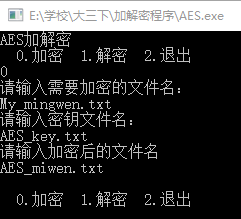 E:\学校\大三下\加解密程序\AES.exe
AES加解密
0.加密 1.解密 2.退出
0
请输入需要加密的文件名：
My_mingwen.txt
请输入密钥文件名：
AES_key.txt
请输入加密后的文件名
AES_miwen.txt
0.加密 1.解密 2.退出